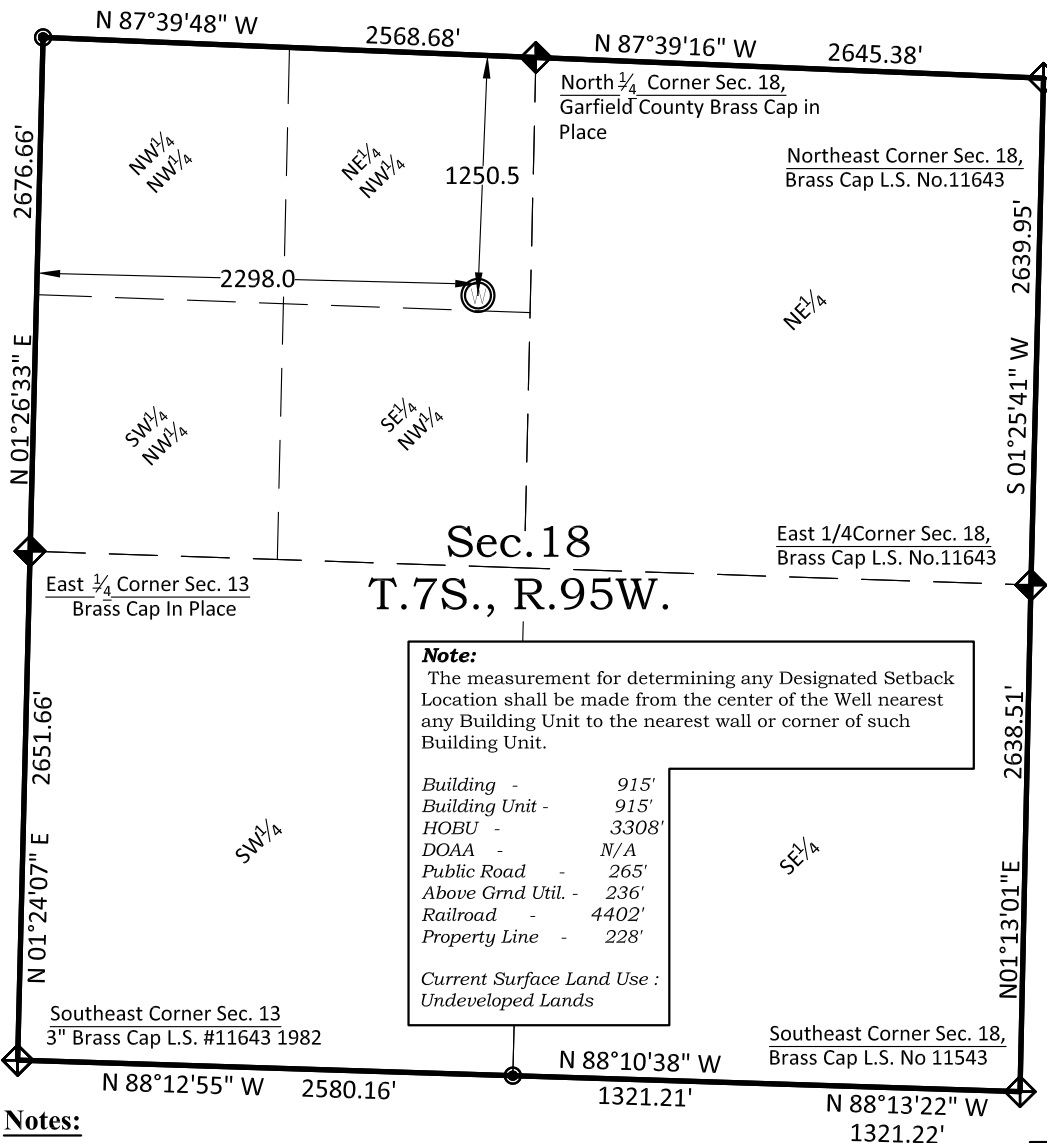 N 87°39'48" W 2568.68'
N 87°39'16" W 2645.38'
North 1/4 Corner Sec. 18,
Garfield County Brass Cap in
Place
2676.66'
NW1/4
NW1/4
NE1/4
NW1/4
1250.5
Northeast Corner Sec. 18,
Brass Cap L.S. No.11643
2639.95'
2298.0
W
NE1/4
N 01°26'33" E
SW1/4
NW1/4
SE1/4
NW1/4
S 01°25'41" W
Sec.18
T.7S., R.95W.
East 1/4Corner Sec. 18,
Brass Cap L.S. No.11643
East 1/4 Corner Sec. 13
Brass Cap In Place
Note:
The measurement for determining any Designated Setback
Location shall be made from the center of the Well nearest
any Building Unit to the nearest wall or corner of such
Building Unit.
Building - 915'
Building Unit - 915'
HOBU - 3308'
DOAA - N/A
Public Road - 265'
Above Grnd Util. - 236'
Railroad - 4402'
Property Line - 228'
Current Surface Land Use :
Undeveloped Lands
2651.66'
2638.51'
SW1/4
SE1/4
N 01°24'07" E
N01°13'01"E
Southeast Corner Sec. 13
3" Brass Cap L.S. #11643 1982
Southeast Corner Sec. 18,
Brass Cap L.S. No 11543
N 88°12'55" W 2580.16'
N 88°10'38" W
1321.21'
N 88°13'22" W
1321.22'
Notes: